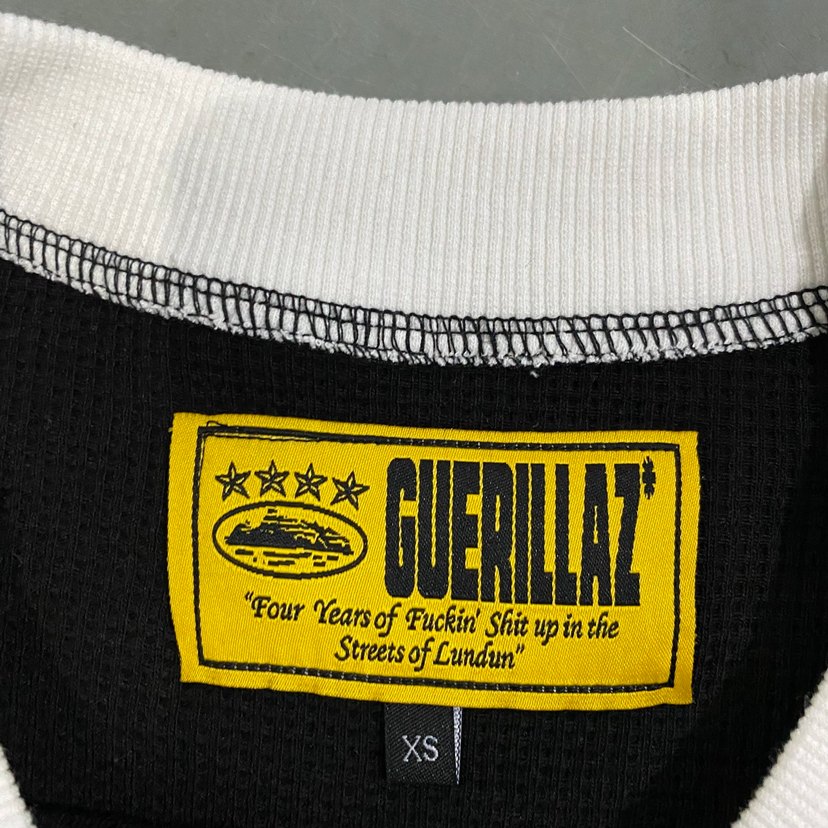 GUERILLAZ*
"Four Years of Fuckin' Shit up in the
Streets of Lundun"
XS